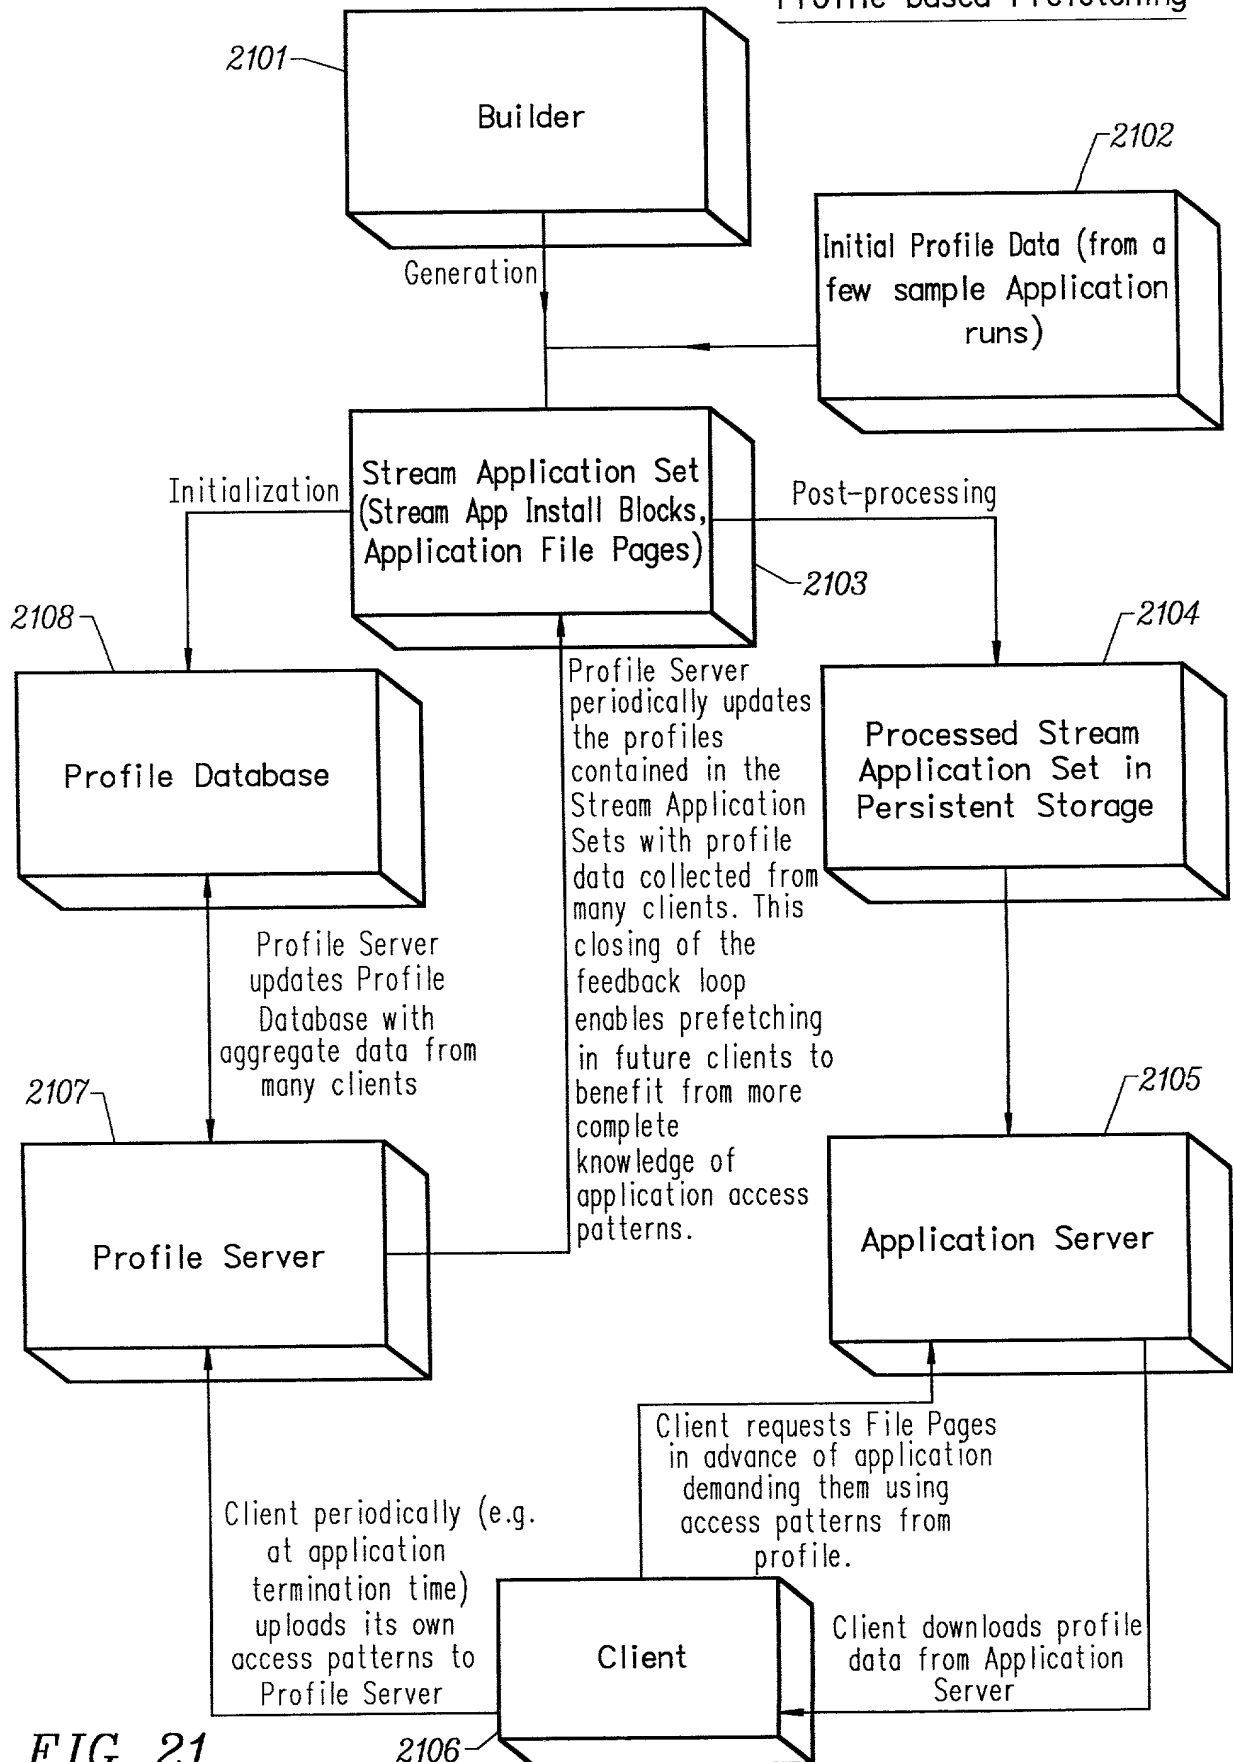 Profile-based Prefetching
2101
Builder
2102
Generation
Initial Profile Data (from a
few sample Application
runs)
Initialization
Stream Application Set
(Stream App Install Blocks,
Application File Pages)
Post-processing
2103
2108
2104
Profile Database
Profile Server
periodically updates
the profiles
contained in the
Stream Application
Sets with profile
data collected from
many clients. This
closing of the
feedback loop
enables prefetching
in future clients to
benefit from more
complete
knowledge of
application access
patterns.
Processed Stream
Application Set in
Persistent Storage
Profile Server
updates Profile
Database with
aggregate data from
many clients
2107
2105
Profile Server
Application Server
Client requests File Pages
in advance of application
demanding them using
access patterns from
profile.
Client periodically (e.g.
at application
termination time)
uploads its own
access patterns to
Profile Server
Client
Client downloads profile
data from Application
Server
FIG. 21
2106